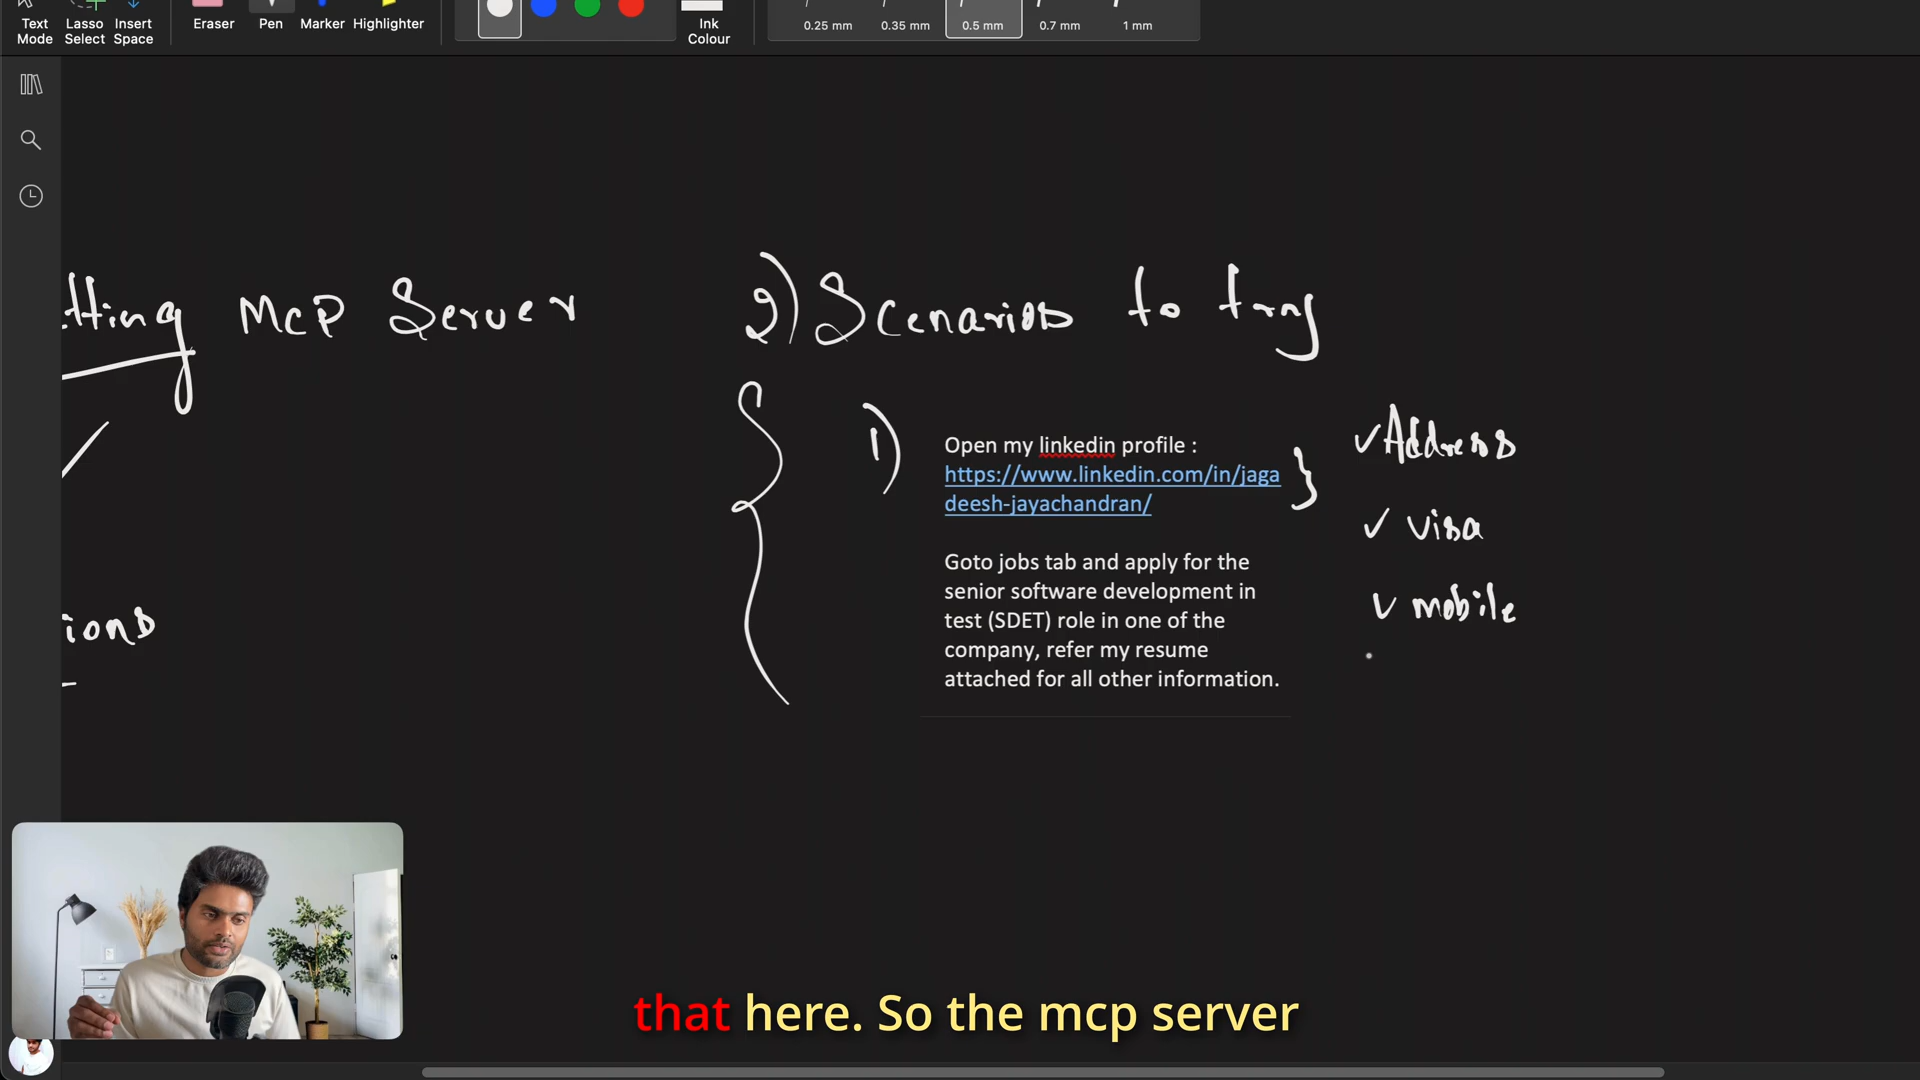 Text
Mode
Lasso
Select
Insert
Space
Eraser
Pen
Marker
Highlighter
Ink
Colour
0.25 mm
0.35 mm
0.5 mm
0.7 mm
1 mm
MCP Server
2) Scenarios to
1)
Open my linkedin profile :
https://www.linkedin.com/in/jaga
deesh-jayachandran/
Goto jobs tab and apply for the
senior software development in
test (SDET) role in one of the
company, refer my resume
attached for all other information.
✓ Address
✓ visa
✓ mobile
ions
that here. So the mcp server